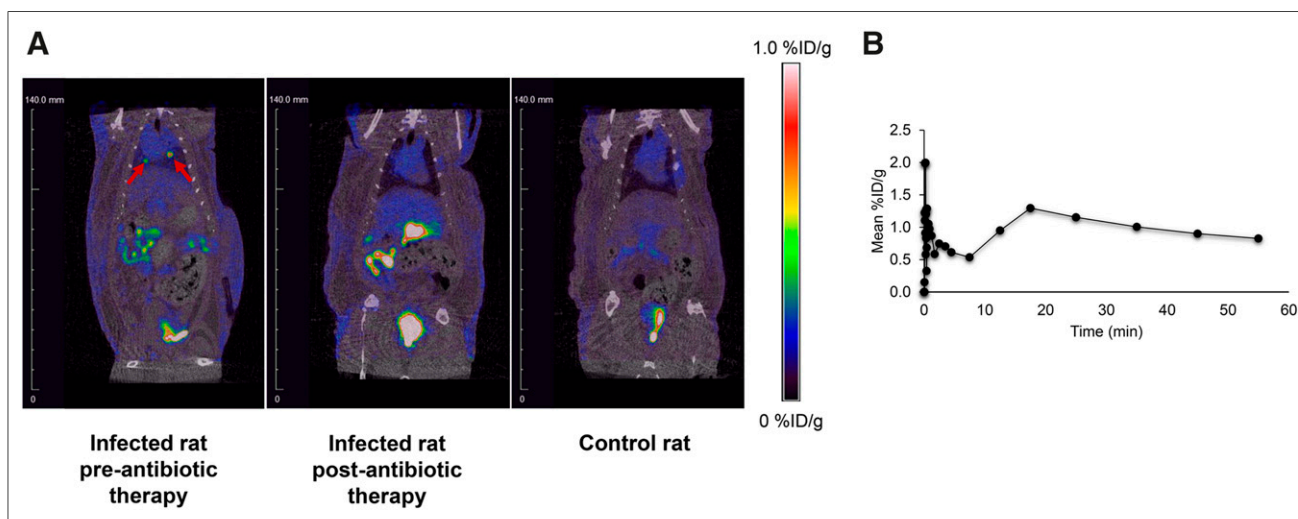 A
B
1.0 %ID/g
140.0 mm
140.0 mm
140.0 mm
0
0
0
0 %ID/g
Infected rat
pre-antibiotic
therapy
Infected rat
post-antibiotic
therapy
Control rat
Mean %ID/g
2.5
2.0
1.5
1.0
0.5
0.0
0 10 20 30 40 50 60
Time (min)